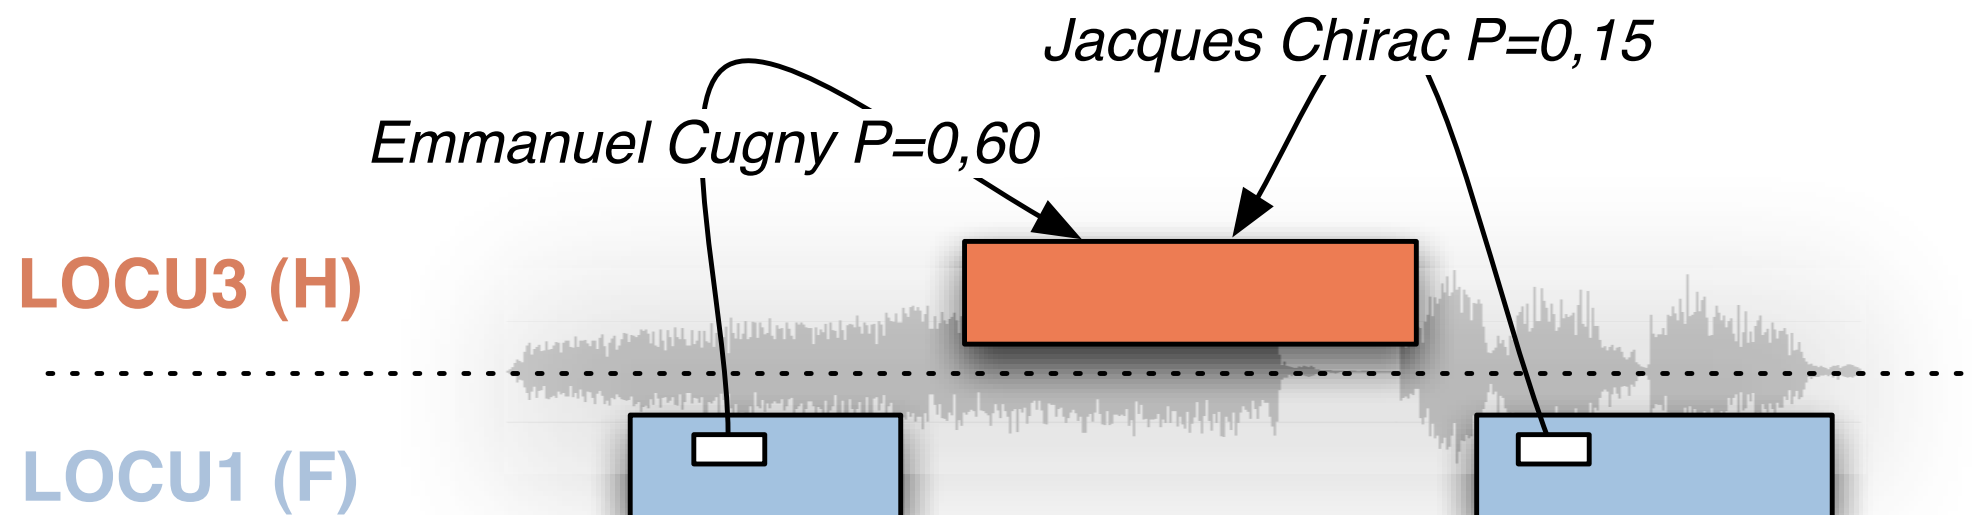 Jacques Chirac P=0,15
Emmanuel Cugny P=0,60
LOCU3 (H)
LOCU1 (F)